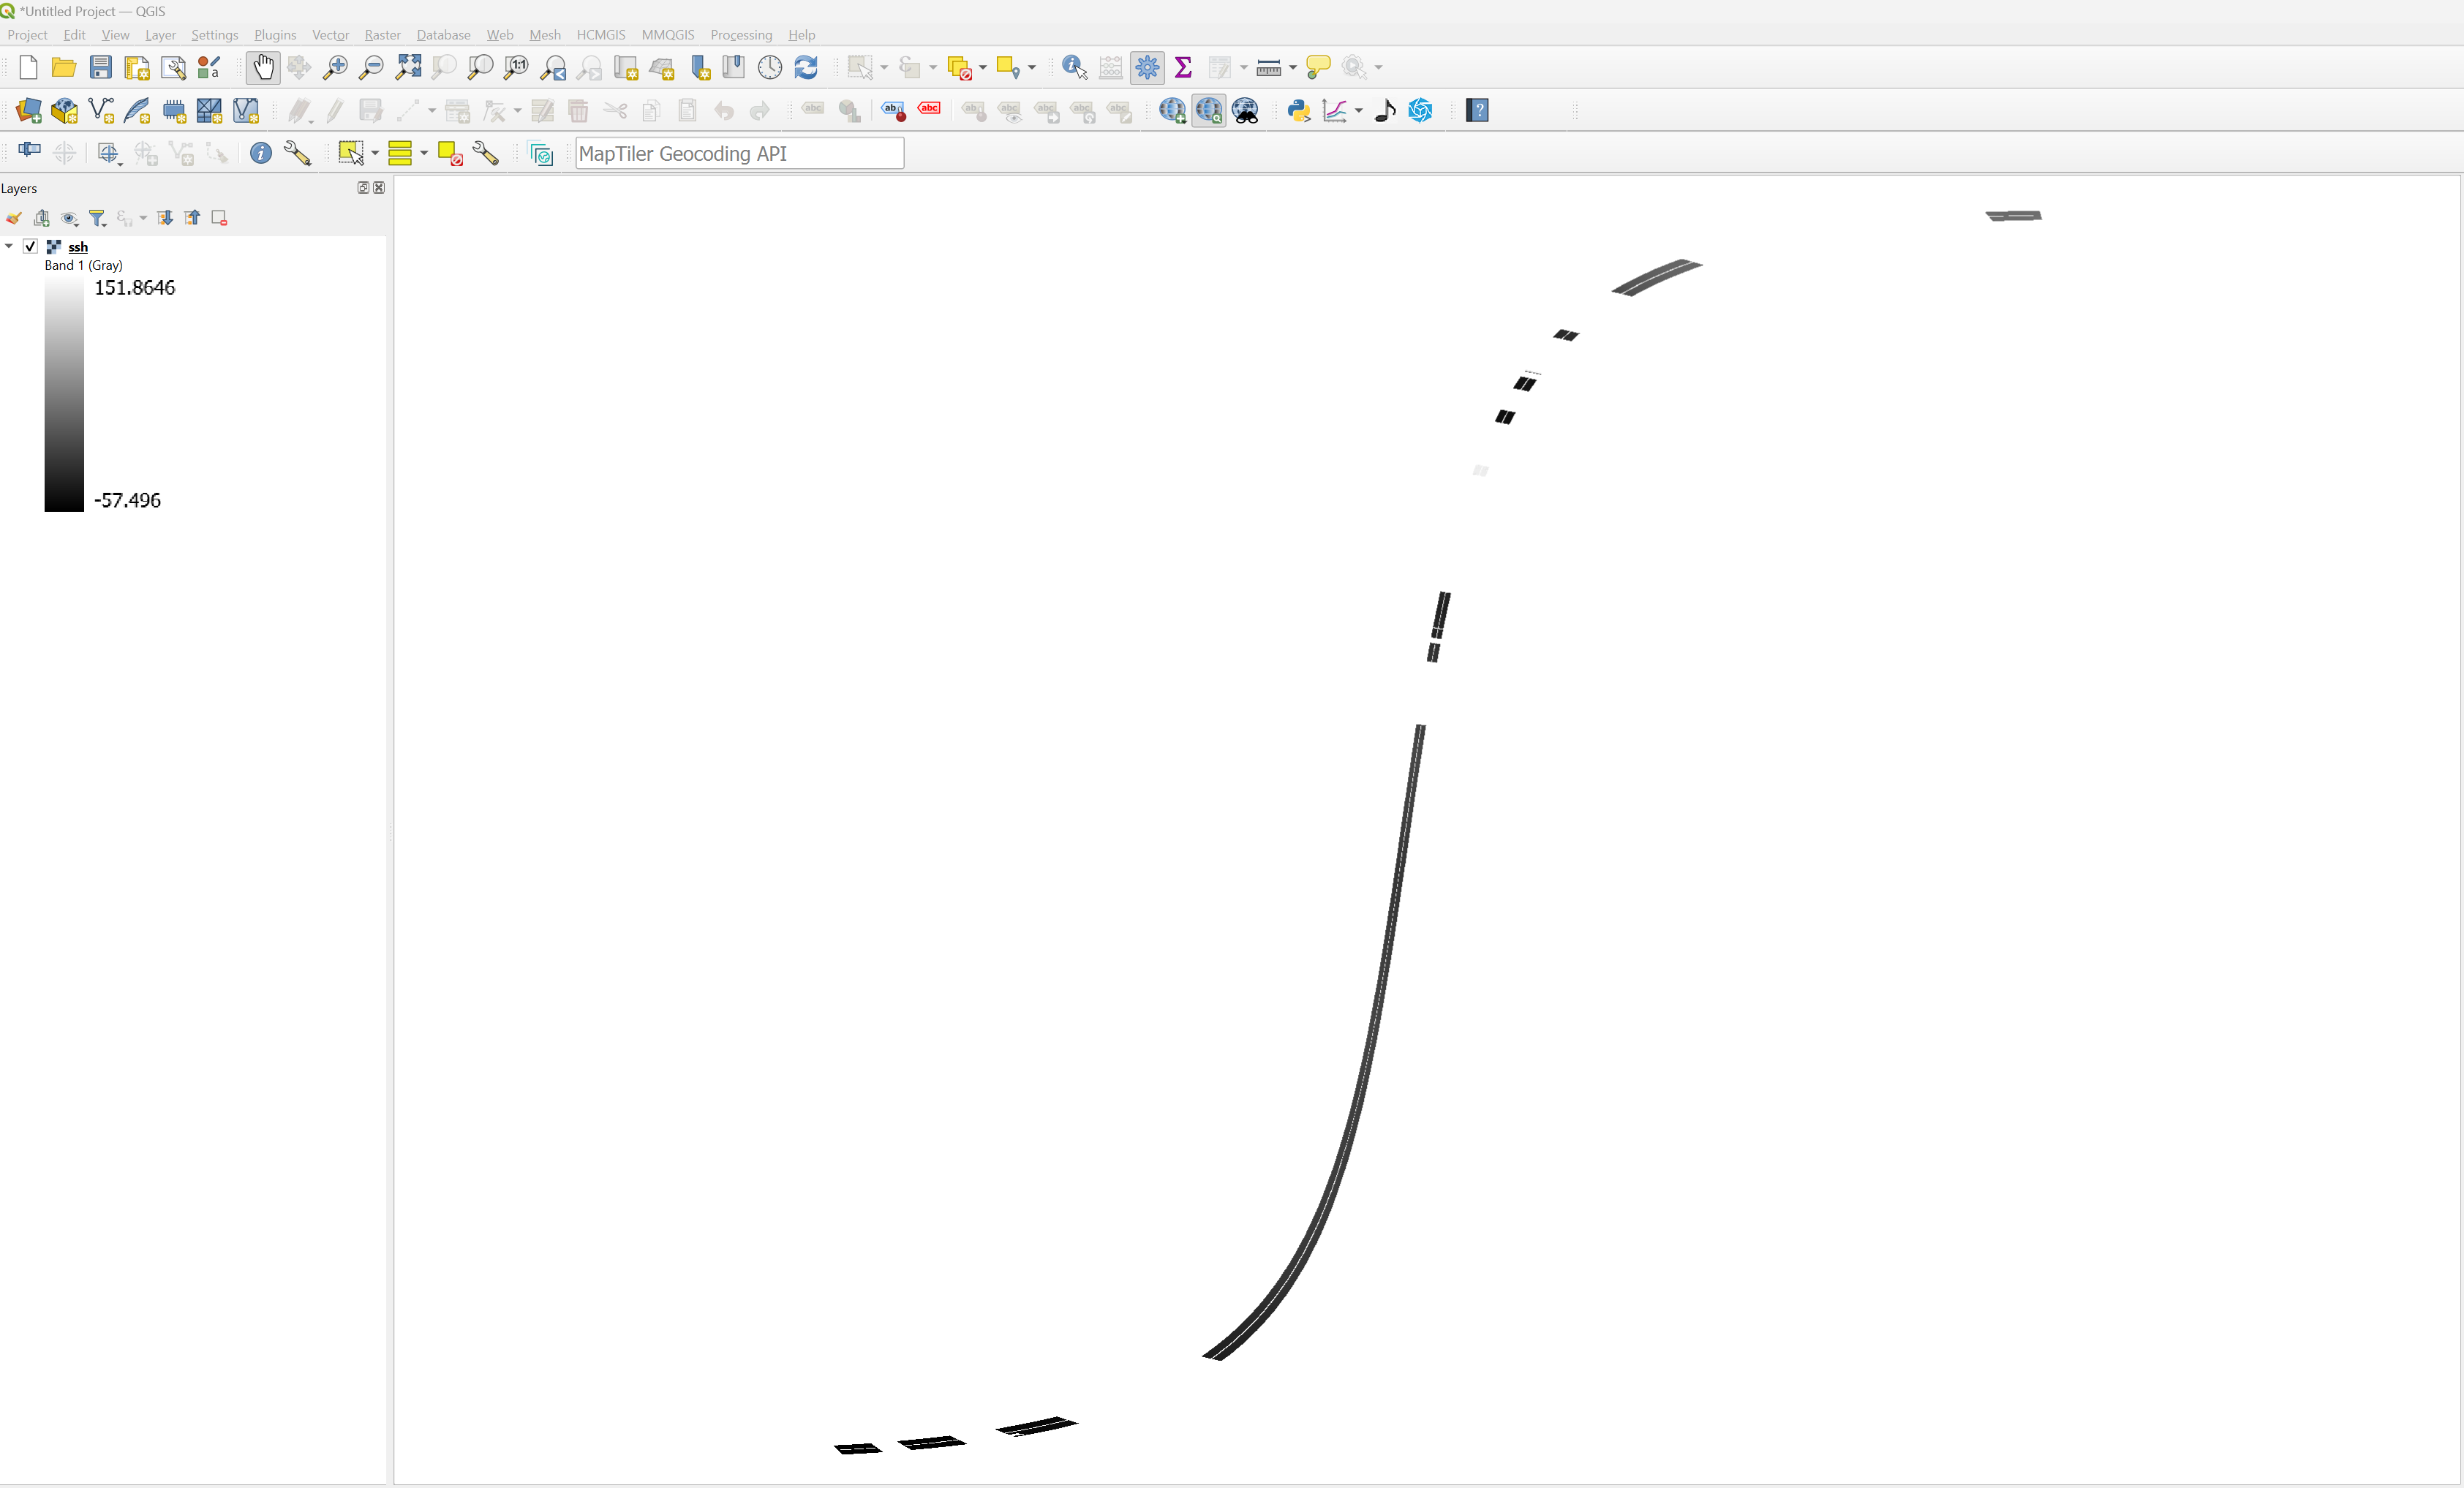 *Untitled Project — QGIS
Project Edit View Layer Settings Plugins Vector Raster Database Web Mesh HCMGIS MMQGIS Processing Help
MapTiler Geocoding API
Layers
ssh
Band 1 (Gray)
151.8646
-57.496